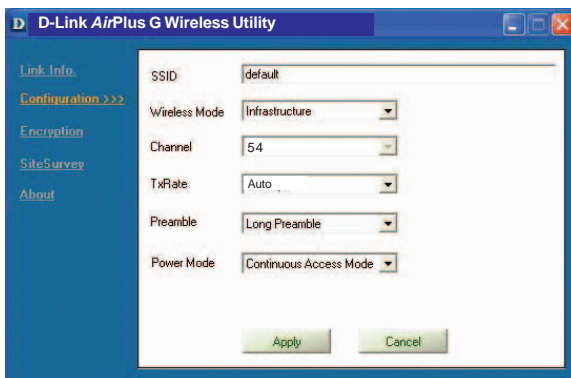 D-Link AirPlus G Wireless Utility
Link Info.
Configuration >>>
Encryption
SiteSurvey
About
SSID default
Wireless Mode Infrastructure
Channel 54
TxRate Auto
Preamble Long Preamble
Power Mode Continuous Access Mode
Apply Cancel